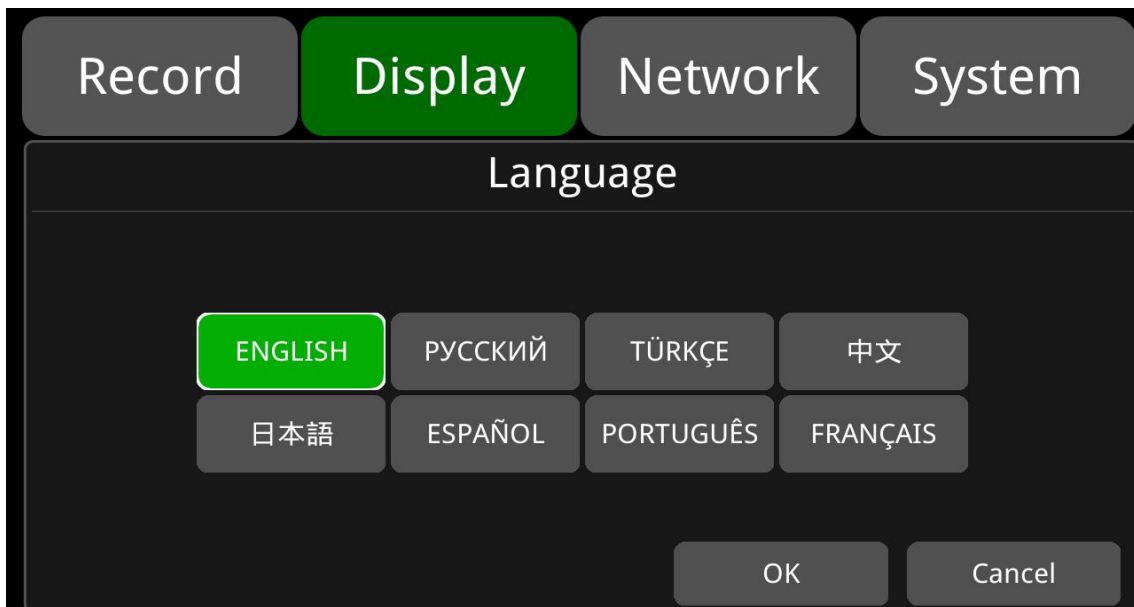 Record Display Network System
Language
ENGLISH РУССКИЙ TÜRKÇE 中文
日本語 ESPAÑOL PORTUGUÊS FRANÇAIS
OK Cancel